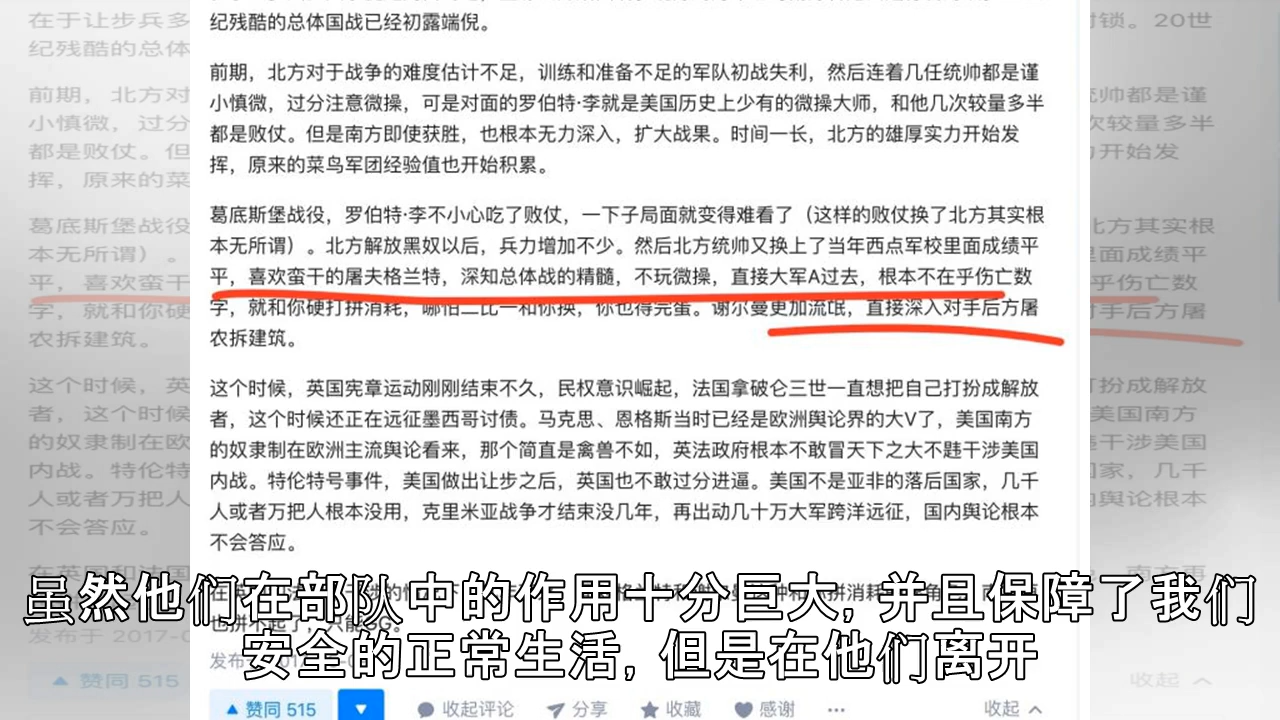 纪残酷的总体国战已经初露端倪。
前期，北方对于战争的难度估计不足，训练和准备不足的军队初战失利，然后连着几任统帅都是谨
小慎微，过分注意微操，可是对面的罗伯特·李就是美国历史上少有的微操大师，和他几次较量多半
都是败仗。但是南方即使获胜，也根本无力深入，扩大战果。时间一长，北方的雄厚实力开始发
挥，原来的菜鸟军团经验值也开始积累。
葛底斯堡战役，罗伯特·李不小心吃了败仗，一下子局面就变得难看了（这样的败仗换了北方其实根
本无所谓）。北方解放黑奴以后，兵力增加不少。然后北方统帅又换上了当年西点军校里面成绩平
平，喜欢蛮干的屠夫格兰特，深知总体战的精髓，不玩微操，直接大军A过去，根本不在乎伤亡数
字，就和你硬打拼消耗，哪怕二比一和你换，你也得完蛋。谢尔曼更加流氓，直接深入对手后方屠
农拆建筑。
这个时候，英国宪章运动刚刚结束不久，民权意识崛起，法国拿破仑三世一直想把自己打扮成解放
者，这个时候还正在远征墨西哥讨债。马克思、恩格斯当时已经是欧洲舆论界的大V了，美国南方
的奴隶制在欧洲主流舆论看来，那个简直是禽兽不如，英法政府根本不敢冒天下之大不韪干涉美国
内战。特伦特号事件，美国做出让步之后，英国也不敢过分进逼。美国不是亚非的落后国家，几千
人或者万把人根本没用，克里米亚战争才结束没几年，再出动几十万大军跨洋远征，国内舆论根本
不会答应。
虽然他们在部队中的作用十分巨大，并且保障了我们
安全的正常生活，但是在他们离开
赞同 515
收起评论
分享
收藏
感谢
收起